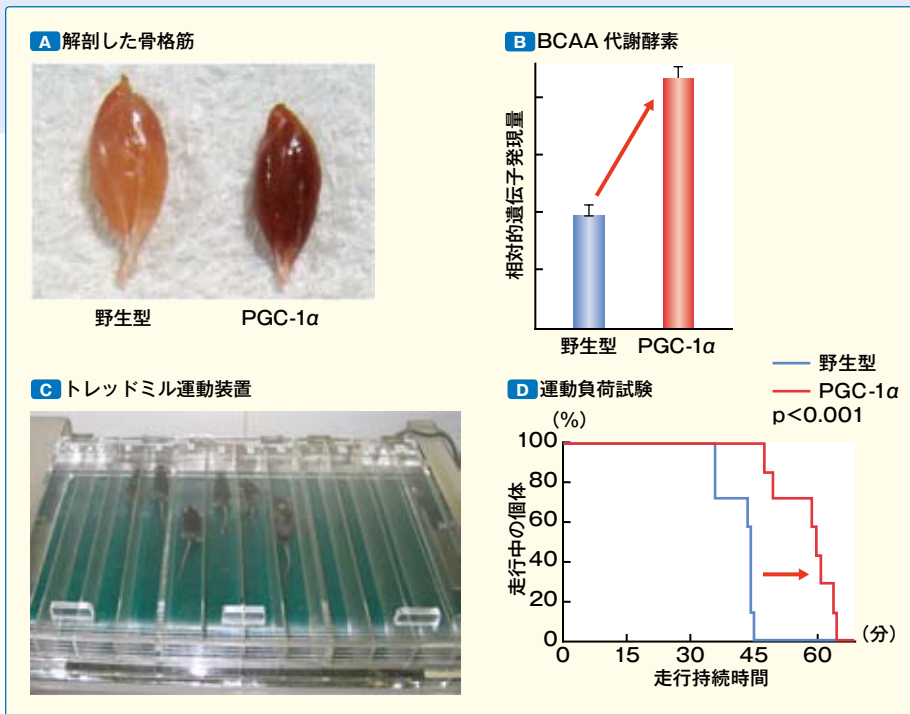 A 解剖した骨格筋
野生型
PGC-1α
B BCAA 代謝酵素
相対的遺伝子発現量
野生型
PGC-1α
C トレッドミル運動装置
D 運動負荷試験
野生型
PGC-1α
p<0.001
(%)
走行中の個体
100
80
60
40
20
0
0 15 30 45 60
(分)
走行持続時間